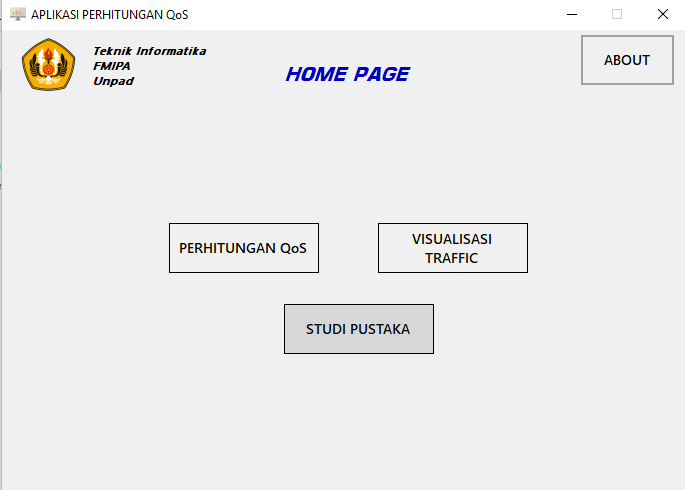 APLIKASI PERHITUNGAN QoS
Teknik Informatika
FMIPA
Unpad
HOME PAGE
ABOUT
PERHITUNGAN QoS
VISUALISASI
TRAFFIC
STUDI PUSTAKA